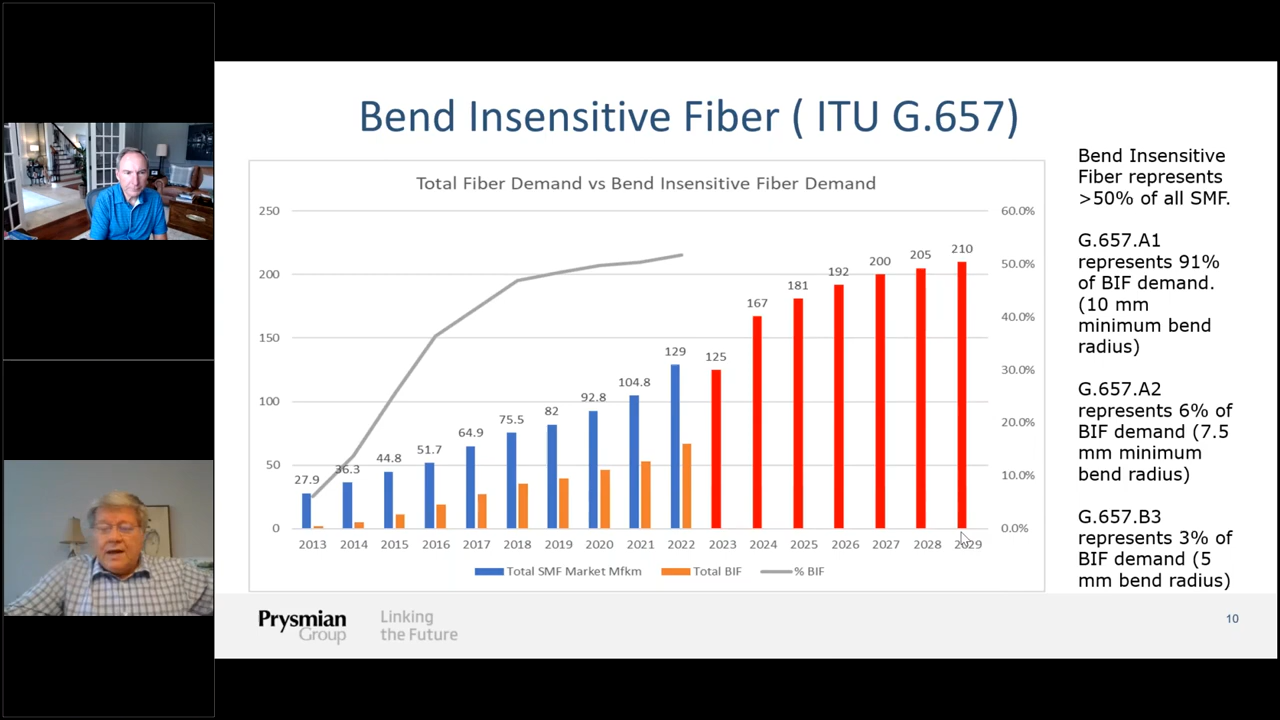 Bend Insensitive Fiber ( ITU G.657)
Total Fiber Demand vs Bend Insensitive Fiber Demand
250
200
150
100
50
0
60.0%
50.0%
40.0%
30.0%
20.0%
10.0%
0.0%
27.9
36.3
44.8
51.7
64.9
75.5
82
92.8
104.8
129
125
167
181
192
200
205
210
2013 2014 2015 2016 2017 2018 2019 2020 2021 2022 2023 2024 2025 2026 2027 2028 2029
Total SMF Market Mfkm Total BIF % BIF
Bend Insensitive
Fiber represents
>50% of all SMF.
G.657.A1
represents 91%
of BIF demand.
(10 mm
minimum bend
radius)
G.657.A2
represents 6% of
BIF demand (7.5
mm minimum
bend radius)
G.657.B3
represents 3% of
BIF demand (5
mm bend radius)
Prysmian
Group
Linking
the Future
10